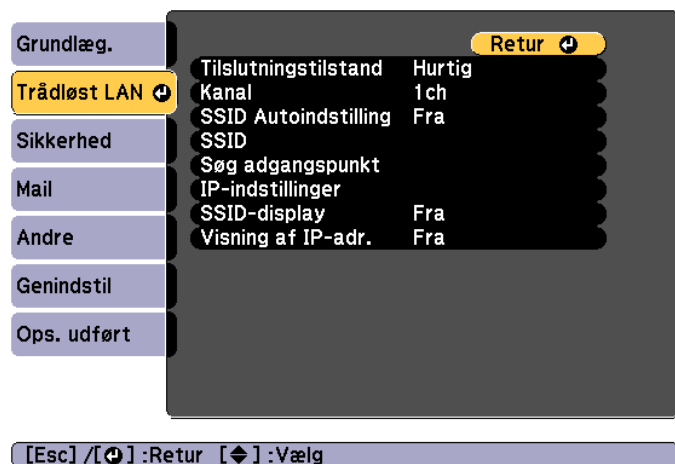 Grundlæg.
Trådløst LAN
Sikkerhed
Mail
Andre
Genindstil
Ops. udført
Retur
Tilslutningstilstand Hurtig
Kanal 1ch
SSID Autoindstilling Fra
SSID
Søg adgangspunkt
IP-indstillinger
SSID-display Fra
Visning af IP-adr. Fra
[Esc] /[⏎] :Retur [◆] :Vælg